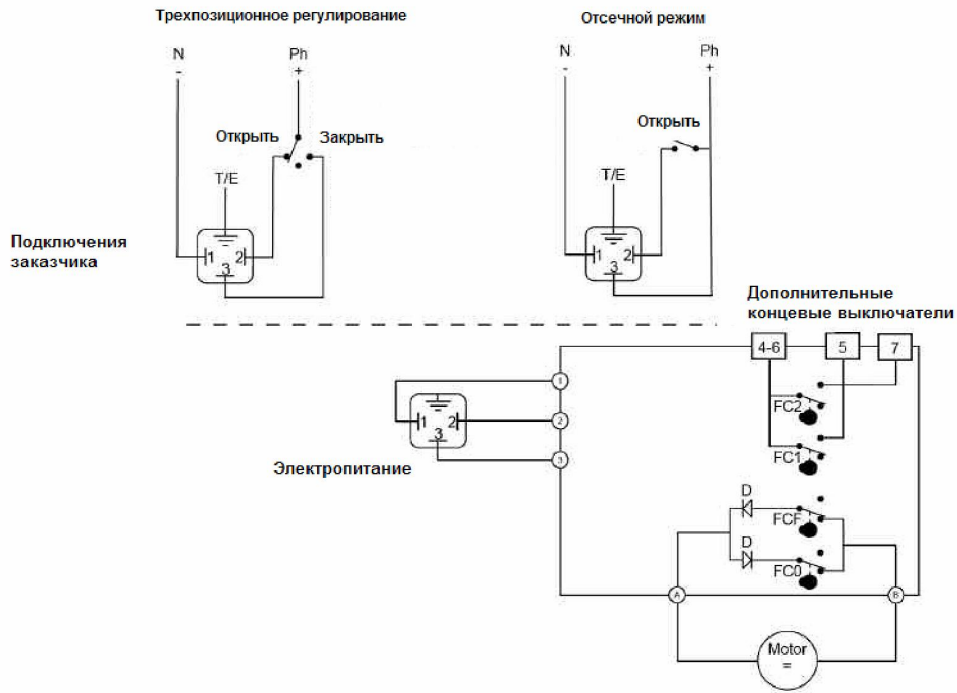 Трехпозиционное регулирование
Отсечной режим
N
-
Ph
+
N
-
Ph
+
Открыть
Закрыть
Открыть
T/E
T/E
1
2
3
1
2
3
Подключения
заказчика
Дополнительные
концевые выключатели
4-6
5
7
1
2
3
1
2
3
Электропитание
FC2
FC1
D
FCF
D
FC0
A
B
Motor
=